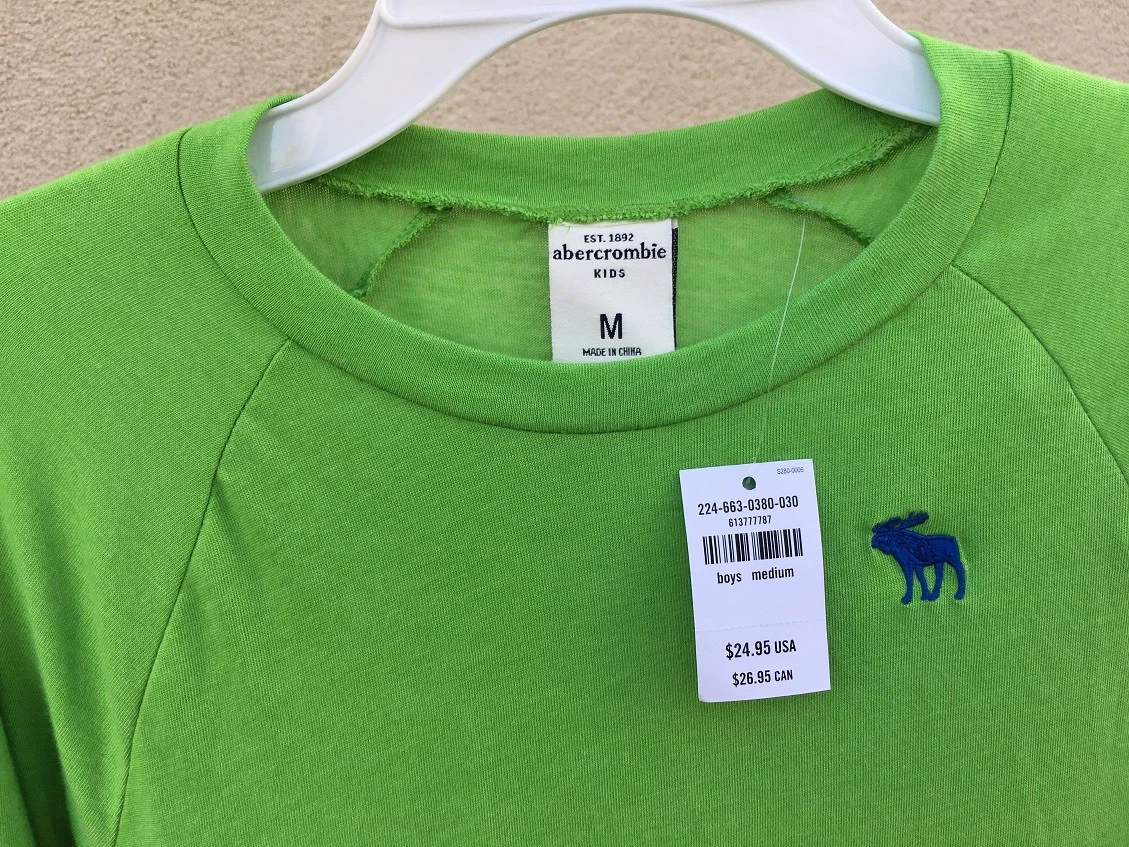 EST. 1892
abercrombie
KIDS
M
MADE IN CHINA
S280-0006
224-663-0380-030
613777787
boys medium
$24.95 USA
$26.95 CAN